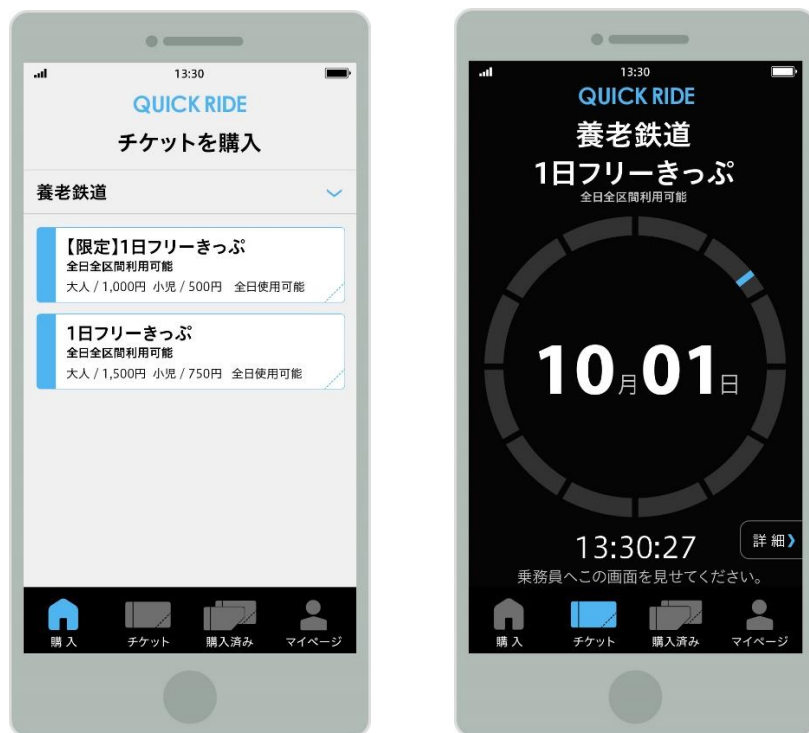 13:30
QUICK RIDE
チケットを購入
養老鉄道
【限定】1日フリーきっぷ
全日全区間利用可能
大人 / 1,000円 小児 / 500円 全日使用可能
1日フリーきっぷ
全日全区間利用可能
大人 / 1,500円 小児 / 750円 全日使用可能
購入
チケット
購入済み
マイページ
13:30
QUICK RIDE
養老鉄道
1日フリーきっぷ
全日全区間利用可能
10月01日
13:30:27
詳細
乗務員へこの画面を見せてください。
購入
チケット
購入済み
マイページ